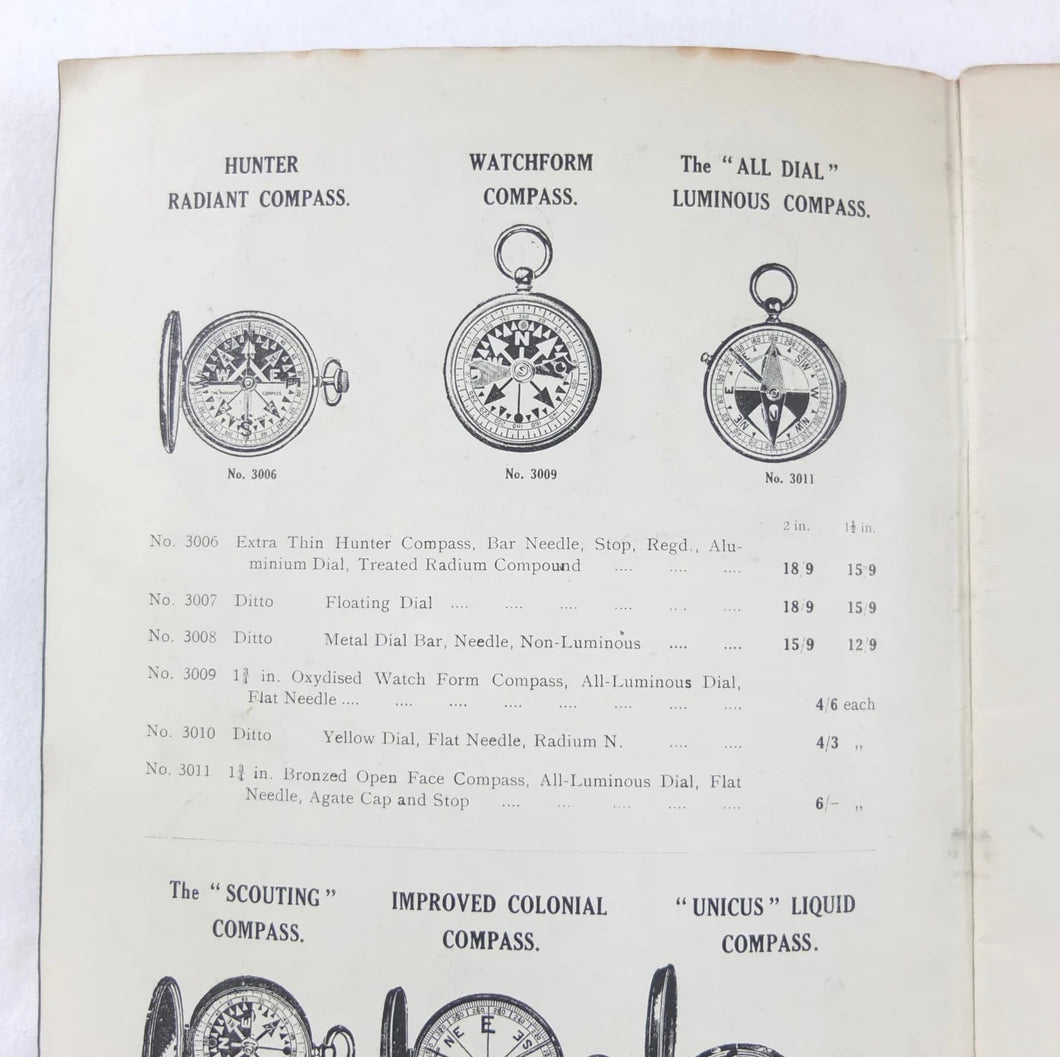 HUNTER
RADIANT COMPASS.
WATCHFORM
COMPASS.
The "ALL DIAL"
LUMINOUS COMPASS.
No. 3006
No. 3009
No. 3011
2 in. 1½ in.
No. 3006 Extra Thin Hunter Compass, Bar Needle, Stop, Regd., Alu-
minium Dial, Treated Radium Compound .... .... .... 18/9 15/9
No. 3007 Ditto Floating Dial .... .... .... .... .... .... 18/9 15/9
No. 3008 Ditto Metal Dial Bar, Needle, Non-Luminous .... .... 15/9 12/9
No. 3009 1¾ in. Oxydised Watch Form Compass, All-Luminous Dial,
Flat Needle .... .... .... .... .... .... .... .... 4/6 each
No. 3010 Ditto Yellow Dial, Flat Needle, Radium N. .... .... 4/3 „
No. 3011 1¾ in. Bronzed Open Face Compass, All-Luminous Dial, Flat
Needle, Agate Cap and Stop .... .... .... .... .... 6/– „
The "SCOUTING"
COMPASS.
IMPROVED COLONIAL
COMPASS.
"UNICUS" LIQUID
COMPASS.